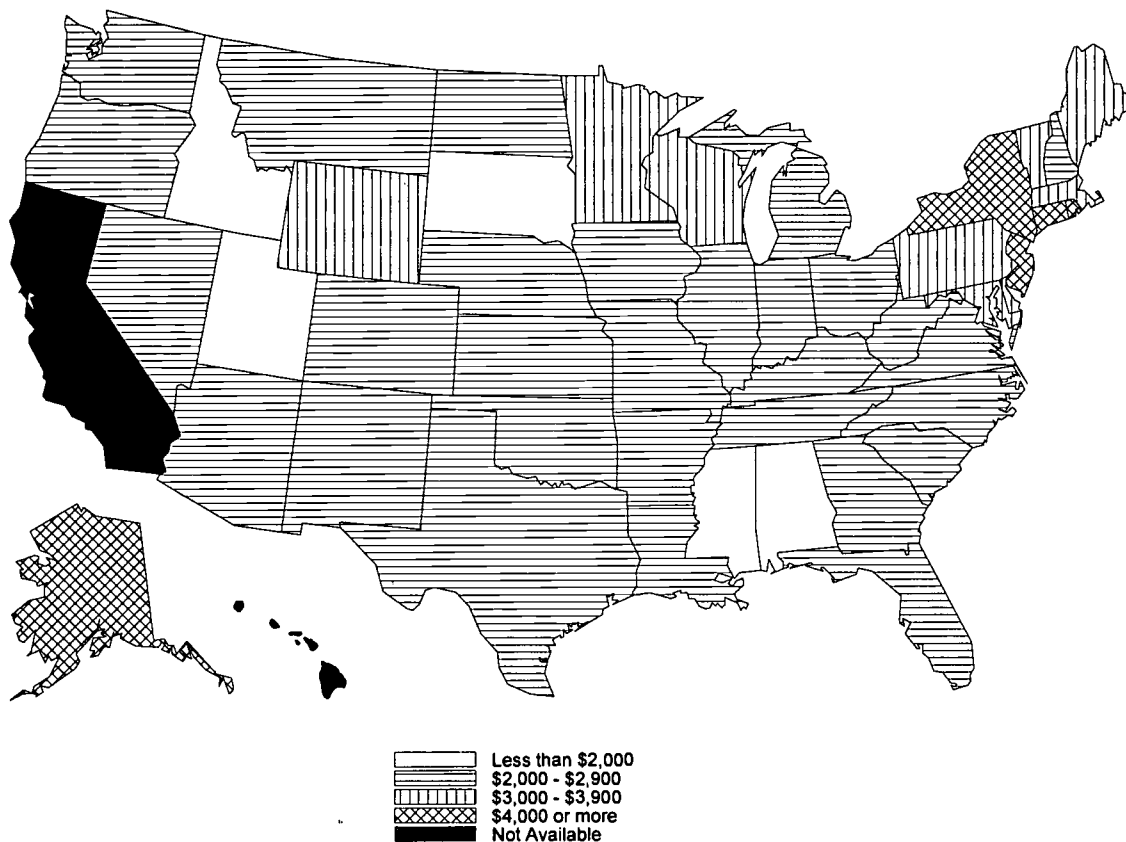 Less than $2,000
$2,000 - $2,900
$3,000 - $3,900
$4,000 or more
Not Available